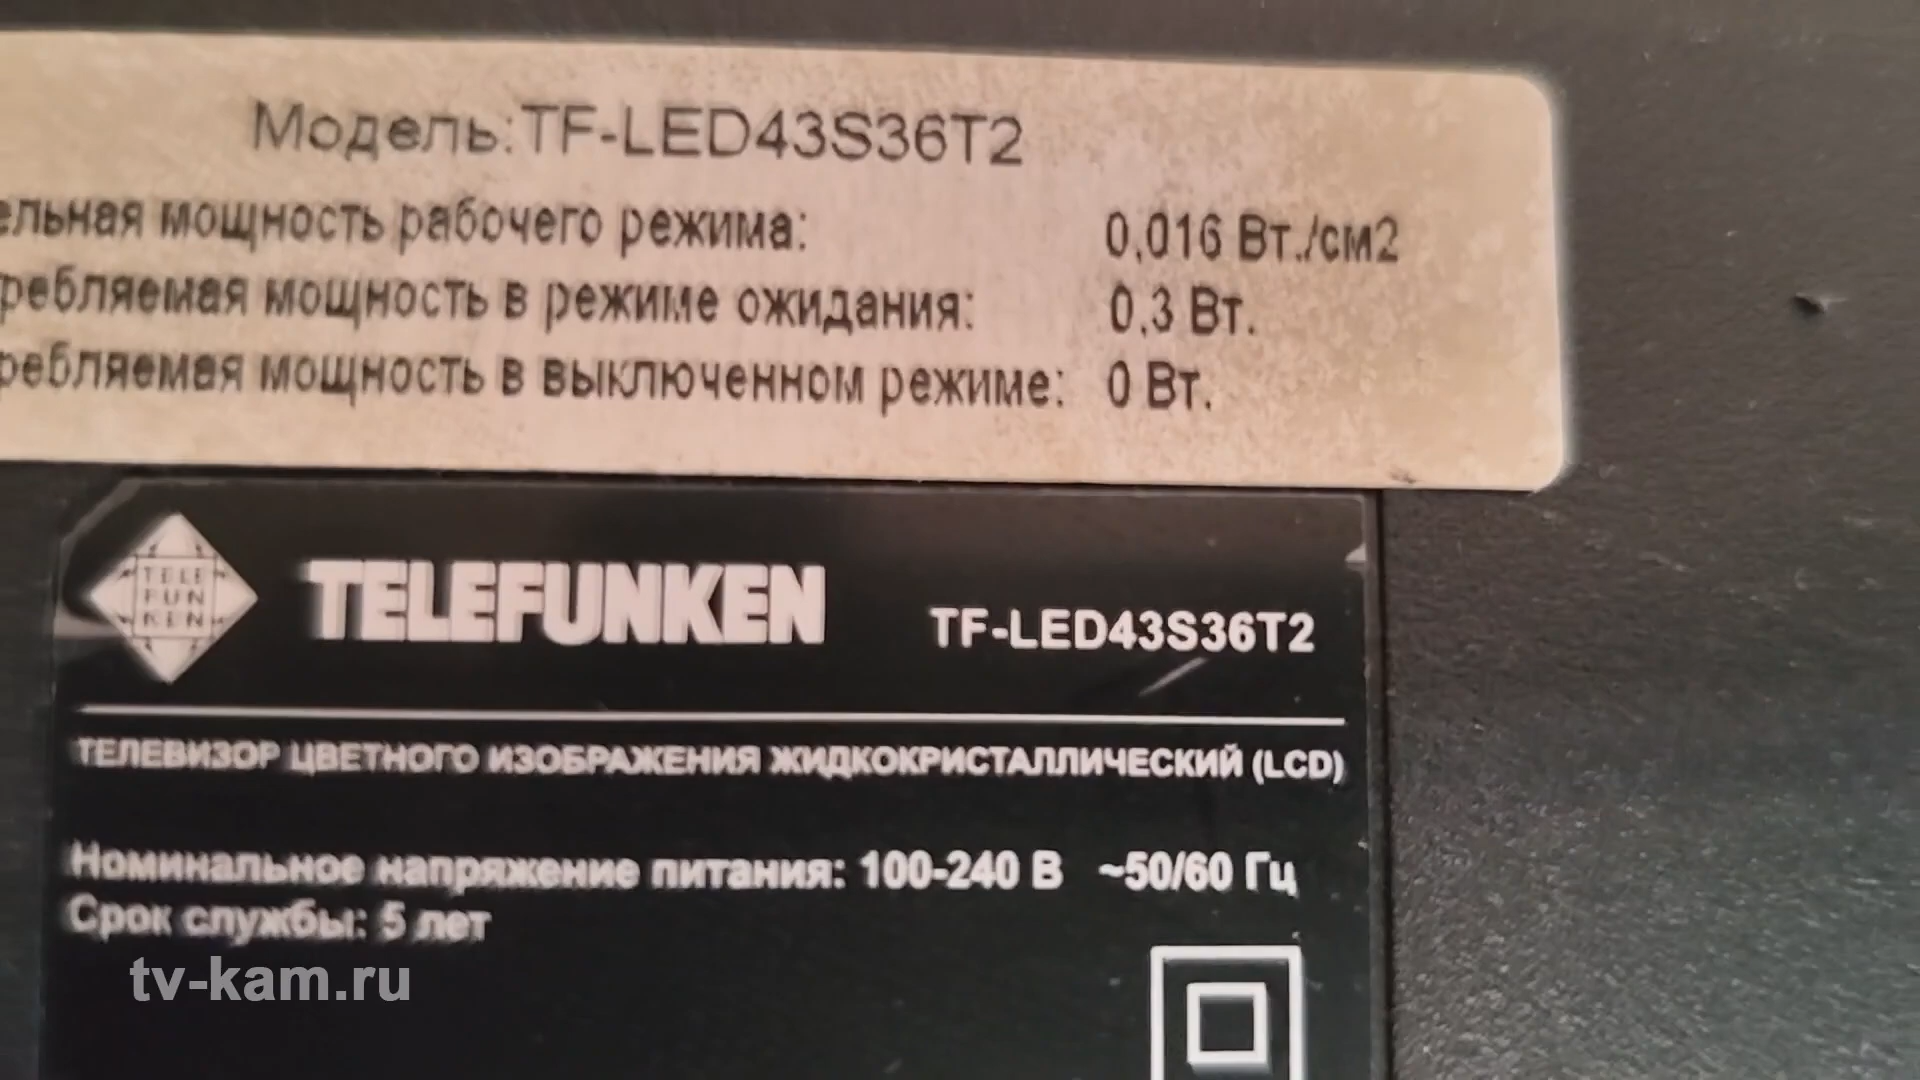 Модель:TF-LED43S36T2
ельная мощность рабочего режима: 0,016 Вт./см2
ребляемая мощность в режиме ожидания: 0.3 Вт.
ребляемая мощность в выключенном режиме: 0 Вт.
TELE
FUN
KEN
TELEFUNKEN TF-LED43S36T2
ТЕЛЕВИЗОР ЦВЕТНОГО ИЗОБРАЖЕНИЯ ЖИДКОКРИСТАЛЛИЧЕСКИЙ (LCD)
Номинальное напряжение питания: 100-240 В ~50/60 Гц
Срок службы: 5 лет
tv-kam.ru